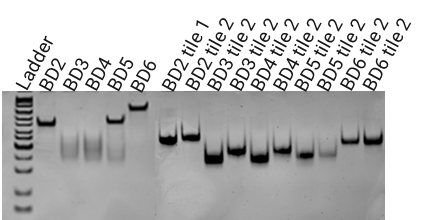 Ladder
BD2
BD3
BD4
BD5
BD6
BD2 tile 1
BD2 tile 2
BD3 tile 2
BD3 tile 2
BD4 tile 2
BD4 tile 2
BD5 tile 2
BD5 tile 2
BD6 tile 2
BD6 tile 2